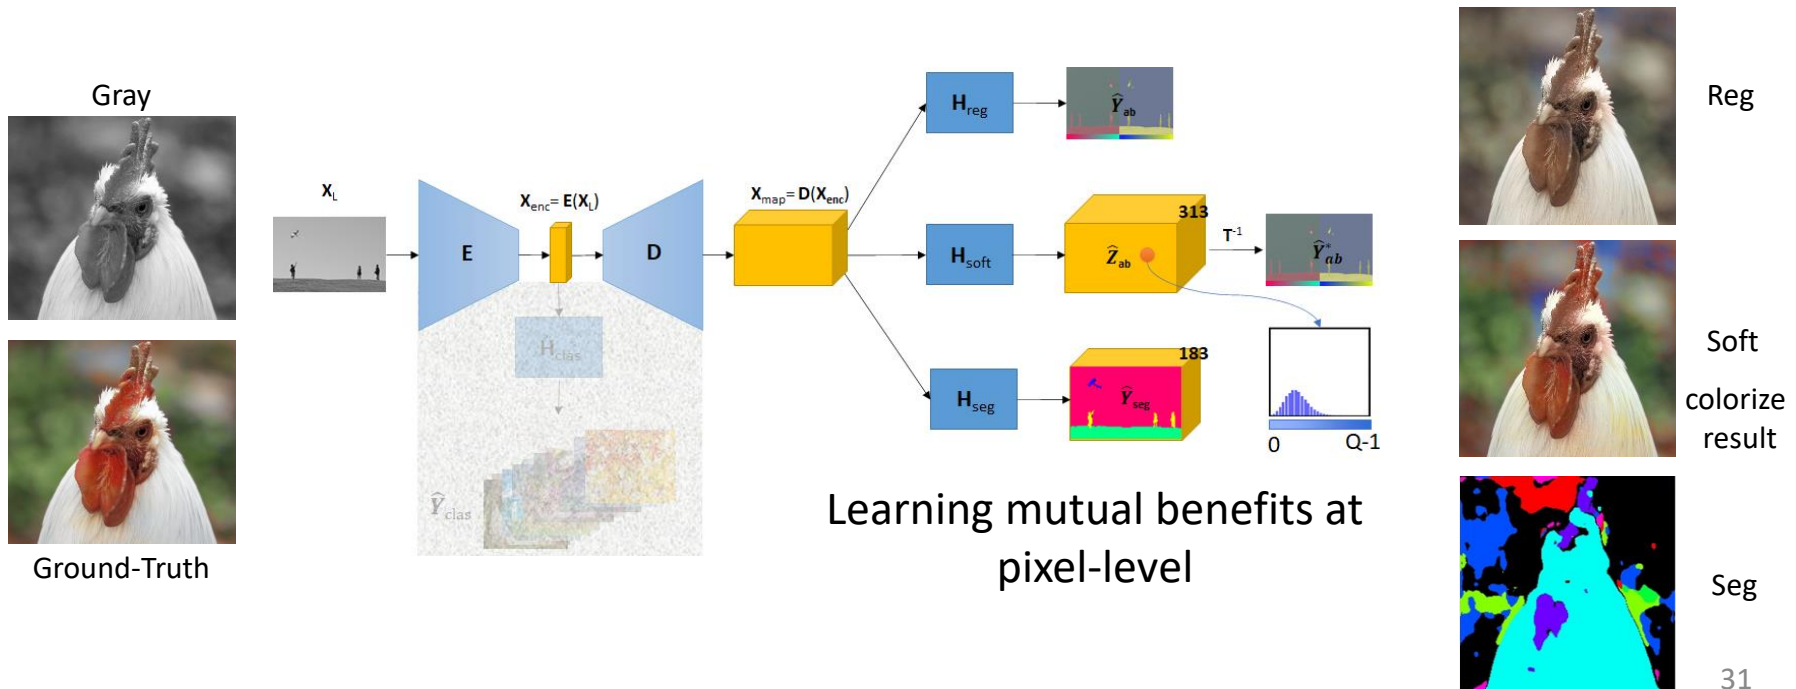 Gray
Ground-Truth
X_L
E
X_enc= E(X_L)
D
X_map= D(X_enc)
H_clas
Ŷ_clas
H_reg
Ŷ_ab
H_soft
313
Ẑ_ab
T^-1
Ŷ*_ab
H_seg
183
Ŷ_seg
0
Q-1
Learning mutual benefits at
pixel-level
Reg
Soft
colorize
result
Seg
31